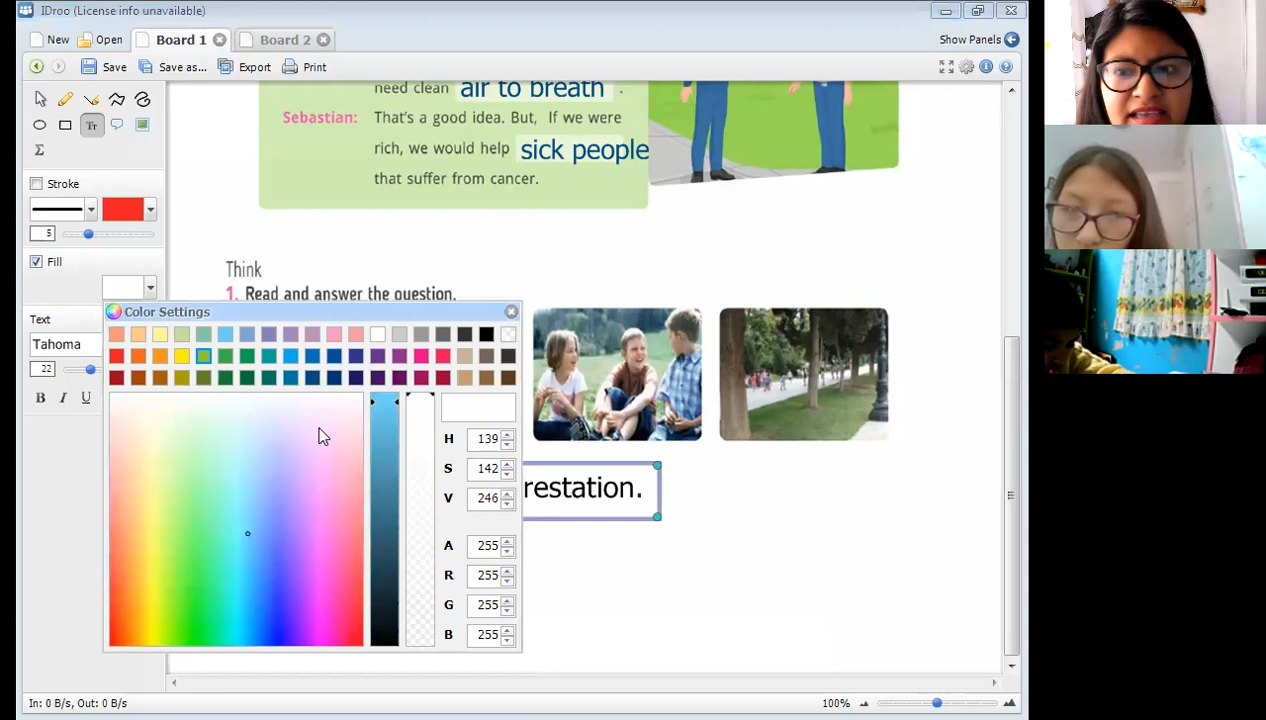 IDroo (License info unavailable)
New Open Board 1 Board 2 Show Panels
Save Save as... Export Print
need clean air to breath .
Sebastian: That's a good idea. But, If we were
rich, we would help sick people
that suffer from cancer.
Tr
Σ
Stroke
5
Fill
Think
1. Read and answer the question.
Text
Tahoma
22
B I U
Color Settings
H 139
S 142
V 246
A 255
R 255
G 255
B 255
restation.
In: 0 B/s, Out: 0 B/s
100%